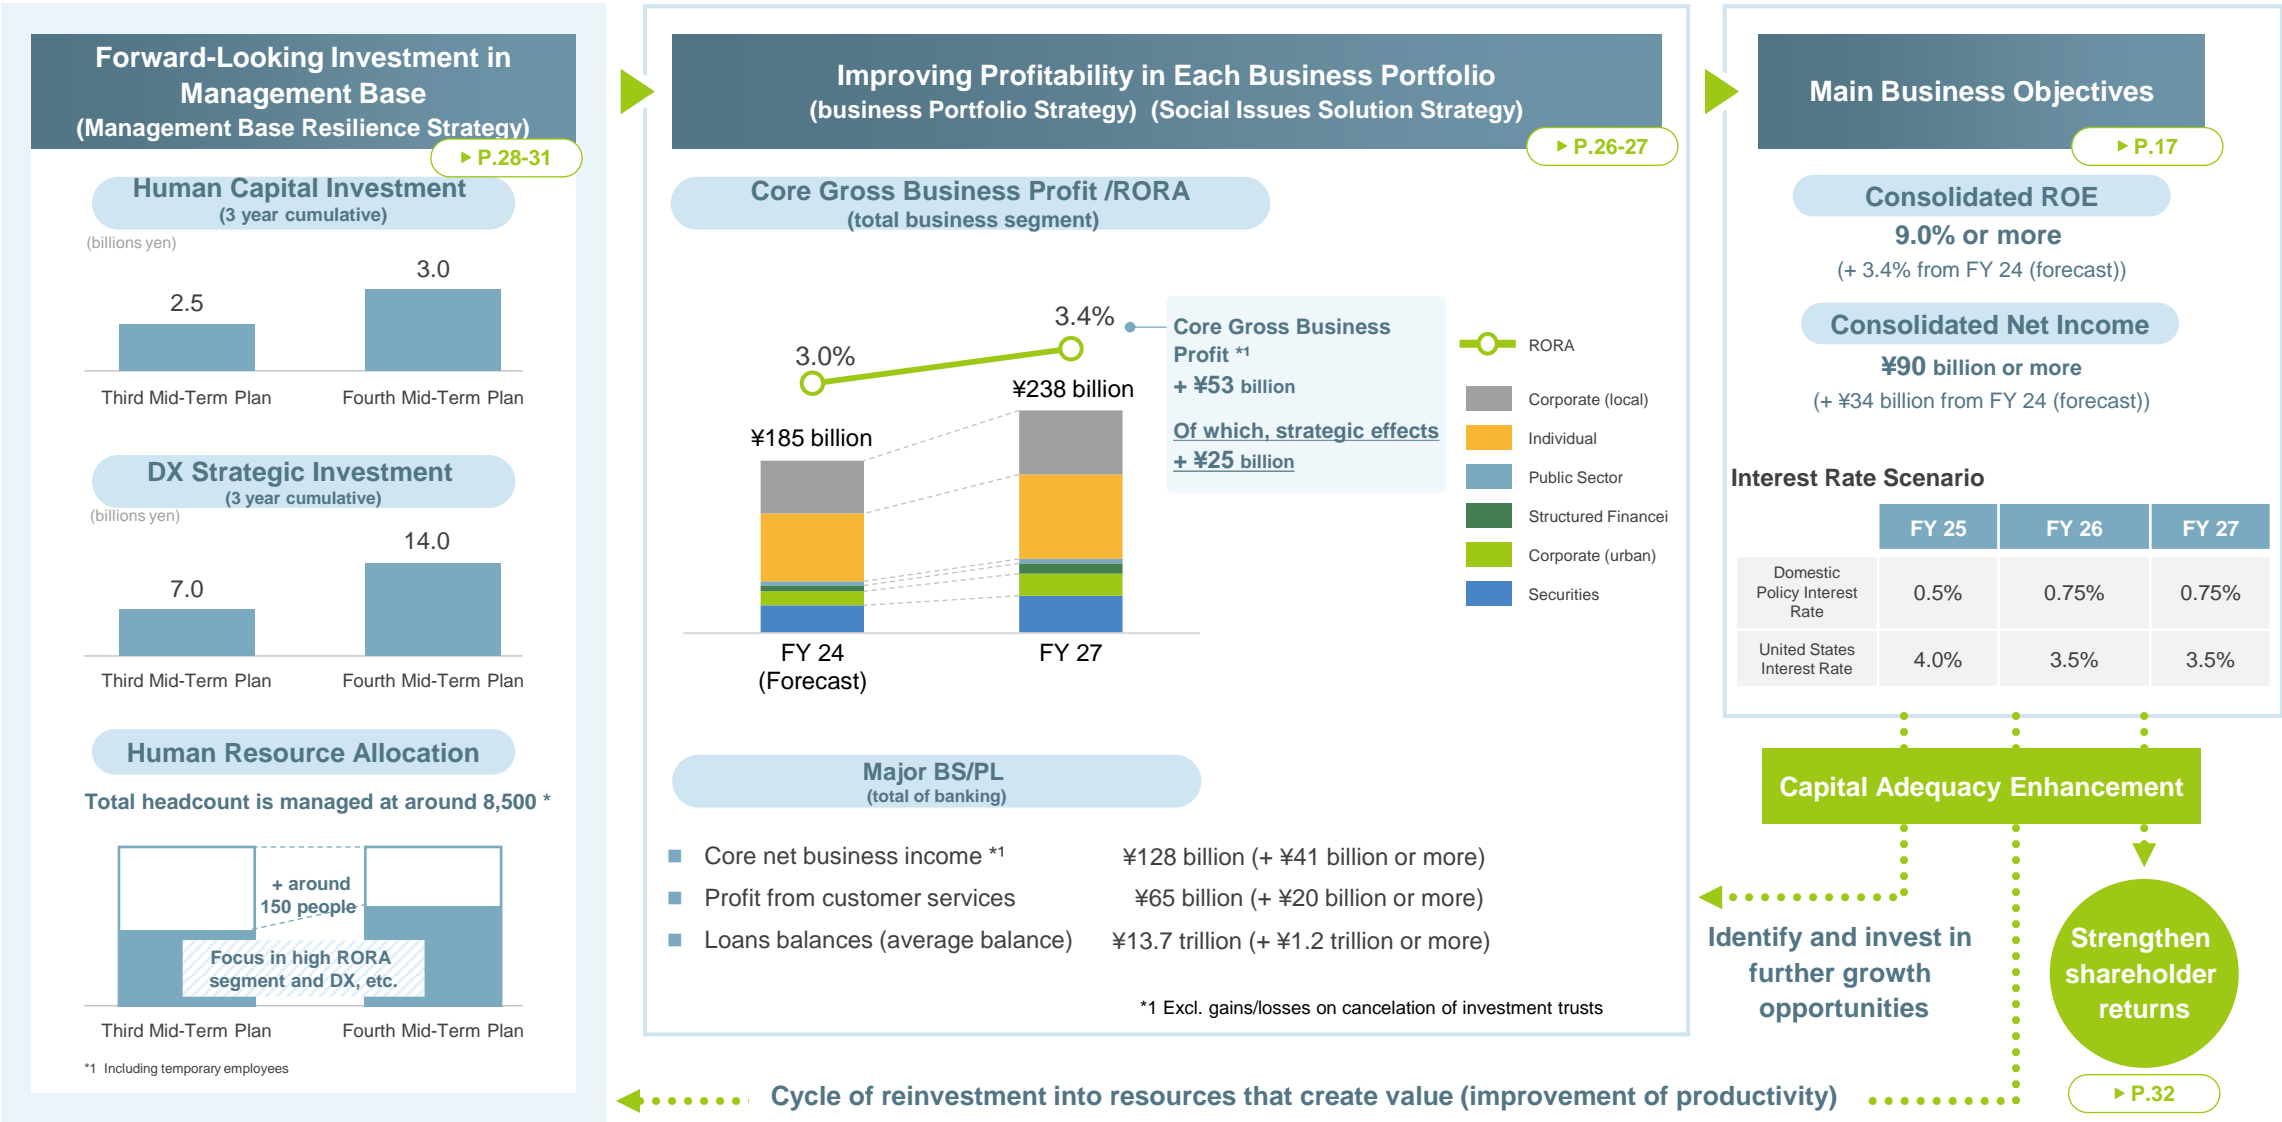 Forward-Looking Investment in
Management Base
(Management Base Resilience Strategy)
P.28-31
Human Capital Investment
(3 year cumulative)
(billions yen)
2.5
3.0
Third Mid-Term Plan
Fourth Mid-Term Plan
DX Strategic Investment
(3 year cumulative)
(billions yen)
7.0
14.0
Third Mid-Term Plan
Fourth Mid-Term Plan
Human Resource Allocation
Total headcount is managed at around 8,500 *
+ around
150 people
Focus in high RORA
segment and DX, etc.
Third Mid-Term Plan
Fourth Mid-Term Plan
*1 Including temporary employees
Improving Profitability in Each Business Portfolio
(business Portfolio Strategy) (Social Issues Solution Strategy)
P.26-27
Core Gross Business Profit /RORA
(total business segment)
3.0%
3.4%
¥185 billion
¥238 billion
Core Gross Business
Profit *1
+ ¥53 billion
Of which, strategic effects
+ ¥25 billion
RORA
Corporate (local)
Individual
Public Sector
Structured Financei
Corporate (urban)
Securities
FY 24
(Forecast)
FY 27
Major BS/PL
(total of banking)
Core net business income *1 ¥128 billion (+ ¥41 billion or more)
Profit from customer services ¥65 billion (+ ¥20 billion or more)
Loans balances (average balance) ¥13.7 trillion (+ ¥1.2 trillion or more)
*1 Excl. gains/losses on cancelation of investment trusts
Main Business Objectives
P.17
Consolidated ROE
9.0% or more
(+ 3.4% from FY 24 (forecast))
Consolidated Net Income
¥90 billion or more
(+ ¥34 billion from FY 24 (forecast))
Interest Rate Scenario
FY 25 FY 26 FY 27
Domestic
Policy Interest
Rate
0.5% 0.75% 0.75%
United States
Interest Rate
4.0% 3.5% 3.5%
Capital Adequacy Enhancement
Identify and invest in
further growth
opportunities
Strengthen
shareholder
returns
P.32
Cycle of reinvestment into resources that create value (improvement of productivity)